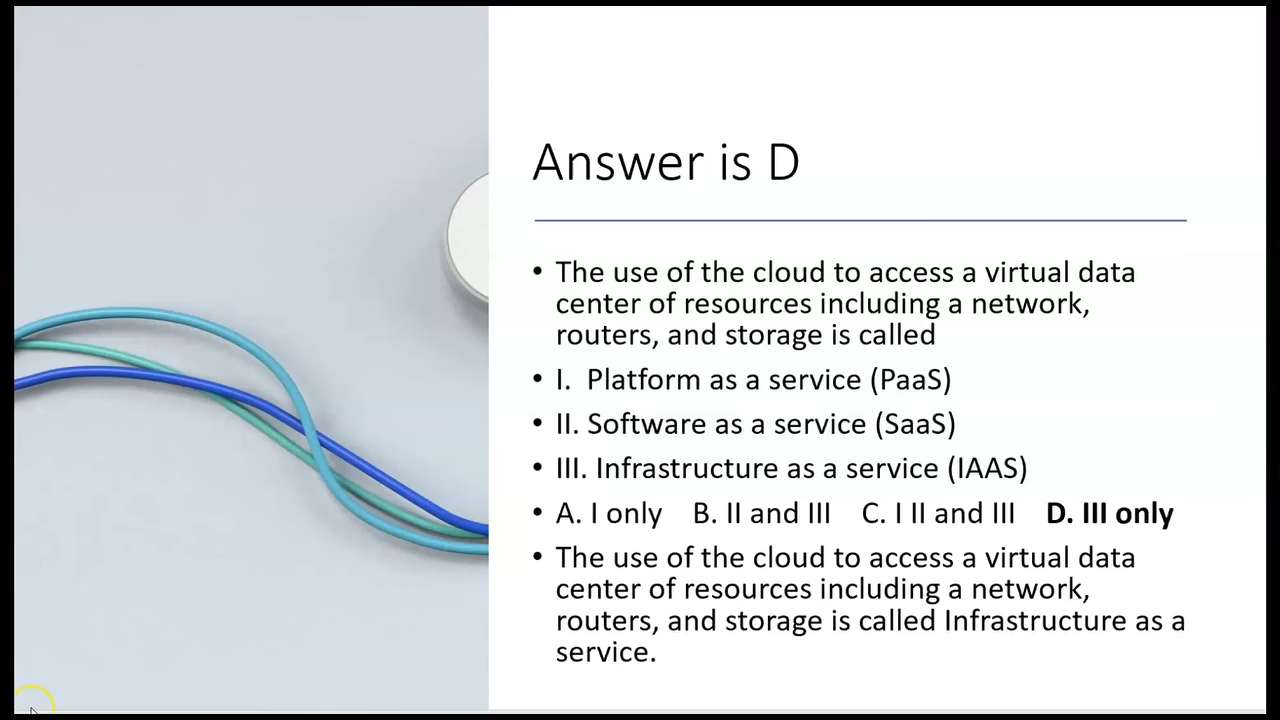 Answer is D
• The use of the cloud to access a virtual data
center of resources including a network,
routers, and storage is called
• I.  Platform as a service (PaaS)
• II. Software as a service (SaaS)
• III. Infrastructure as a service (IAAS)
• A. I only    B. II and III    C. I II and III    D. III only
• The use of the cloud to access a virtual data
center of resources including a network,
routers, and storage is called Infrastructure as a
service.